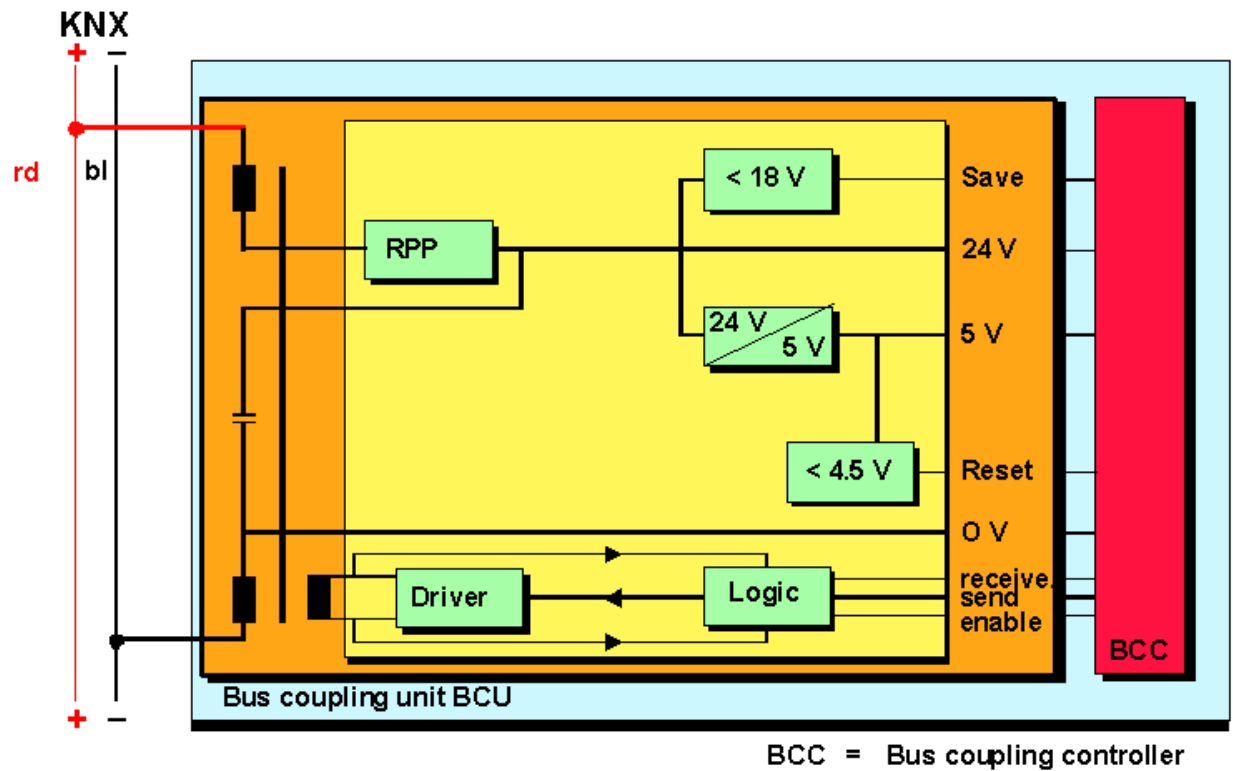 KNX
+ –
rd bl
< 18 V Save
RPP 24 V
24 V
5 V 5 V
< 4.5 V Reset
0 V
receive.
Driver Logic send
enable
BCC
Bus coupling unit BCU
+ –
BCC = Bus coupling controller